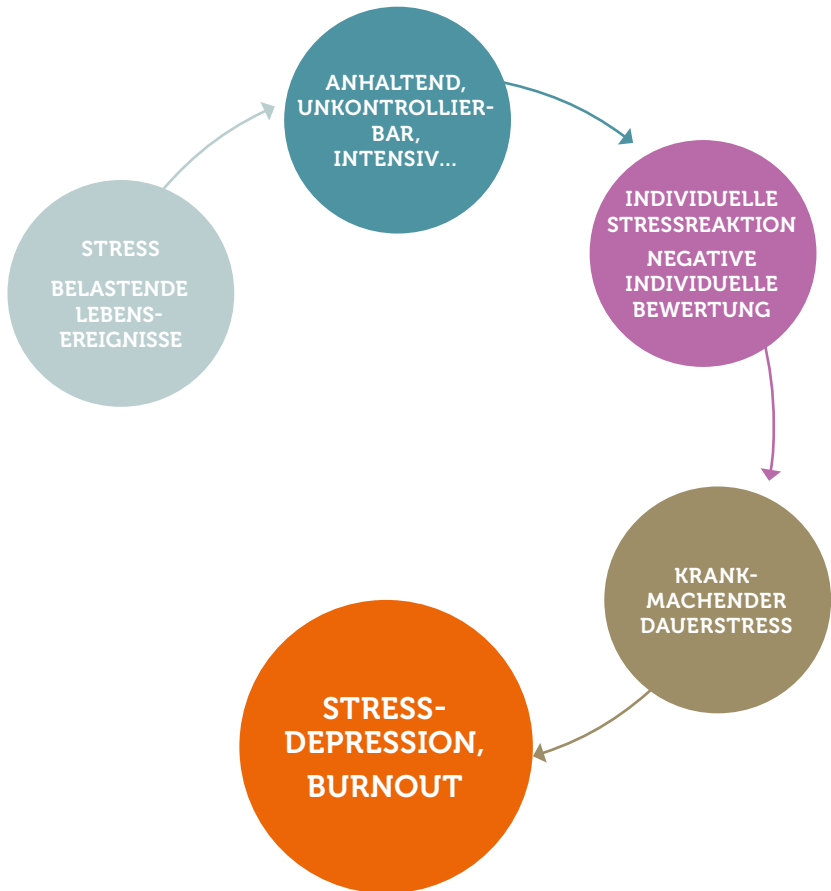 STRESS
BELASTENDE
LEBENS-
EREIGNISSE
ANHALTEND,
UNKONTROLLIER-
BAR,
INTENSIV...
INDIVIDUELLE
STRESSREAKTION
NEGATIVE
INDIVIDUELLE
BEWERTUNG
KRANK-
MACHENDER
DAUERSTRESS
STRESS-
DEPRESSION,
BURNOUT